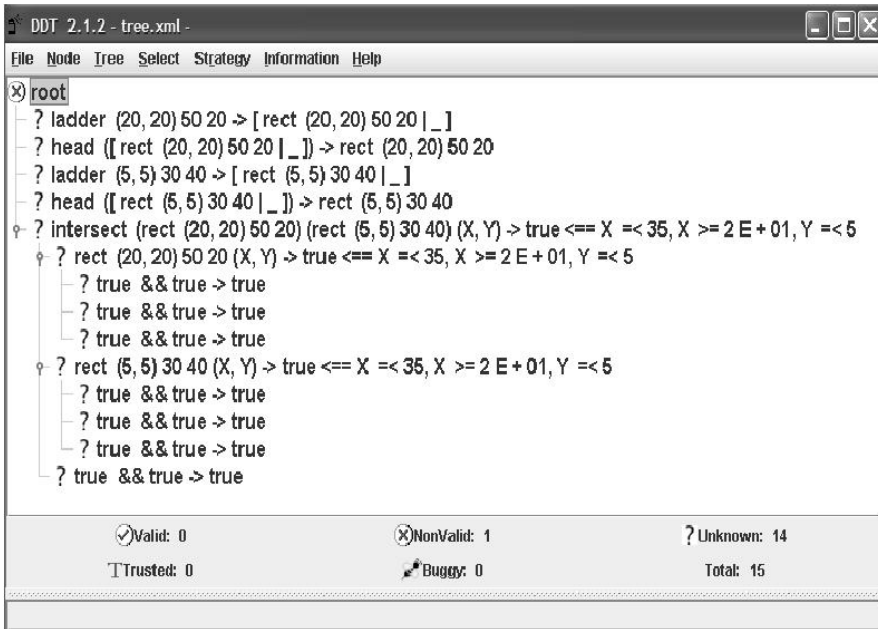 DDT 2.1.2 - tree.xml -
File Node Tree Select Strategy Information Help
root
? ladder (20, 20) 50 20 -> [ rect (20, 20) 50 20 | _ ]
? head ([ rect (20, 20) 50 20 | _ ]) -> rect (20, 20) 50 20
? ladder (5, 5) 30 40 -> [ rect (5, 5) 30 40 | _ ]
? head ([ rect (5, 5) 30 40 | _ ]) -> rect (5, 5) 30 40
? intersect (rect (20, 20) 50 20) (rect (5, 5) 30 40) (X, Y) -> true <== X =< 35, X >= 2 E + 01, Y =< 5
? rect (20, 20) 50 20 (X, Y) -> true <== X =< 35, X >= 2 E + 01, Y =< 5
? true && true -> true
? true && true -> true
? true && true -> true
? rect (5, 5) 30 40 (X, Y) -> true <== X =< 35, X >= 2 E + 01, Y =< 5
? true && true -> true
? true && true -> true
? true && true -> true
? true && true -> true
Valid: 0 NonValid: 1 ? Unknown: 14
T Trusted: 0 Buggy: 0 Total: 15